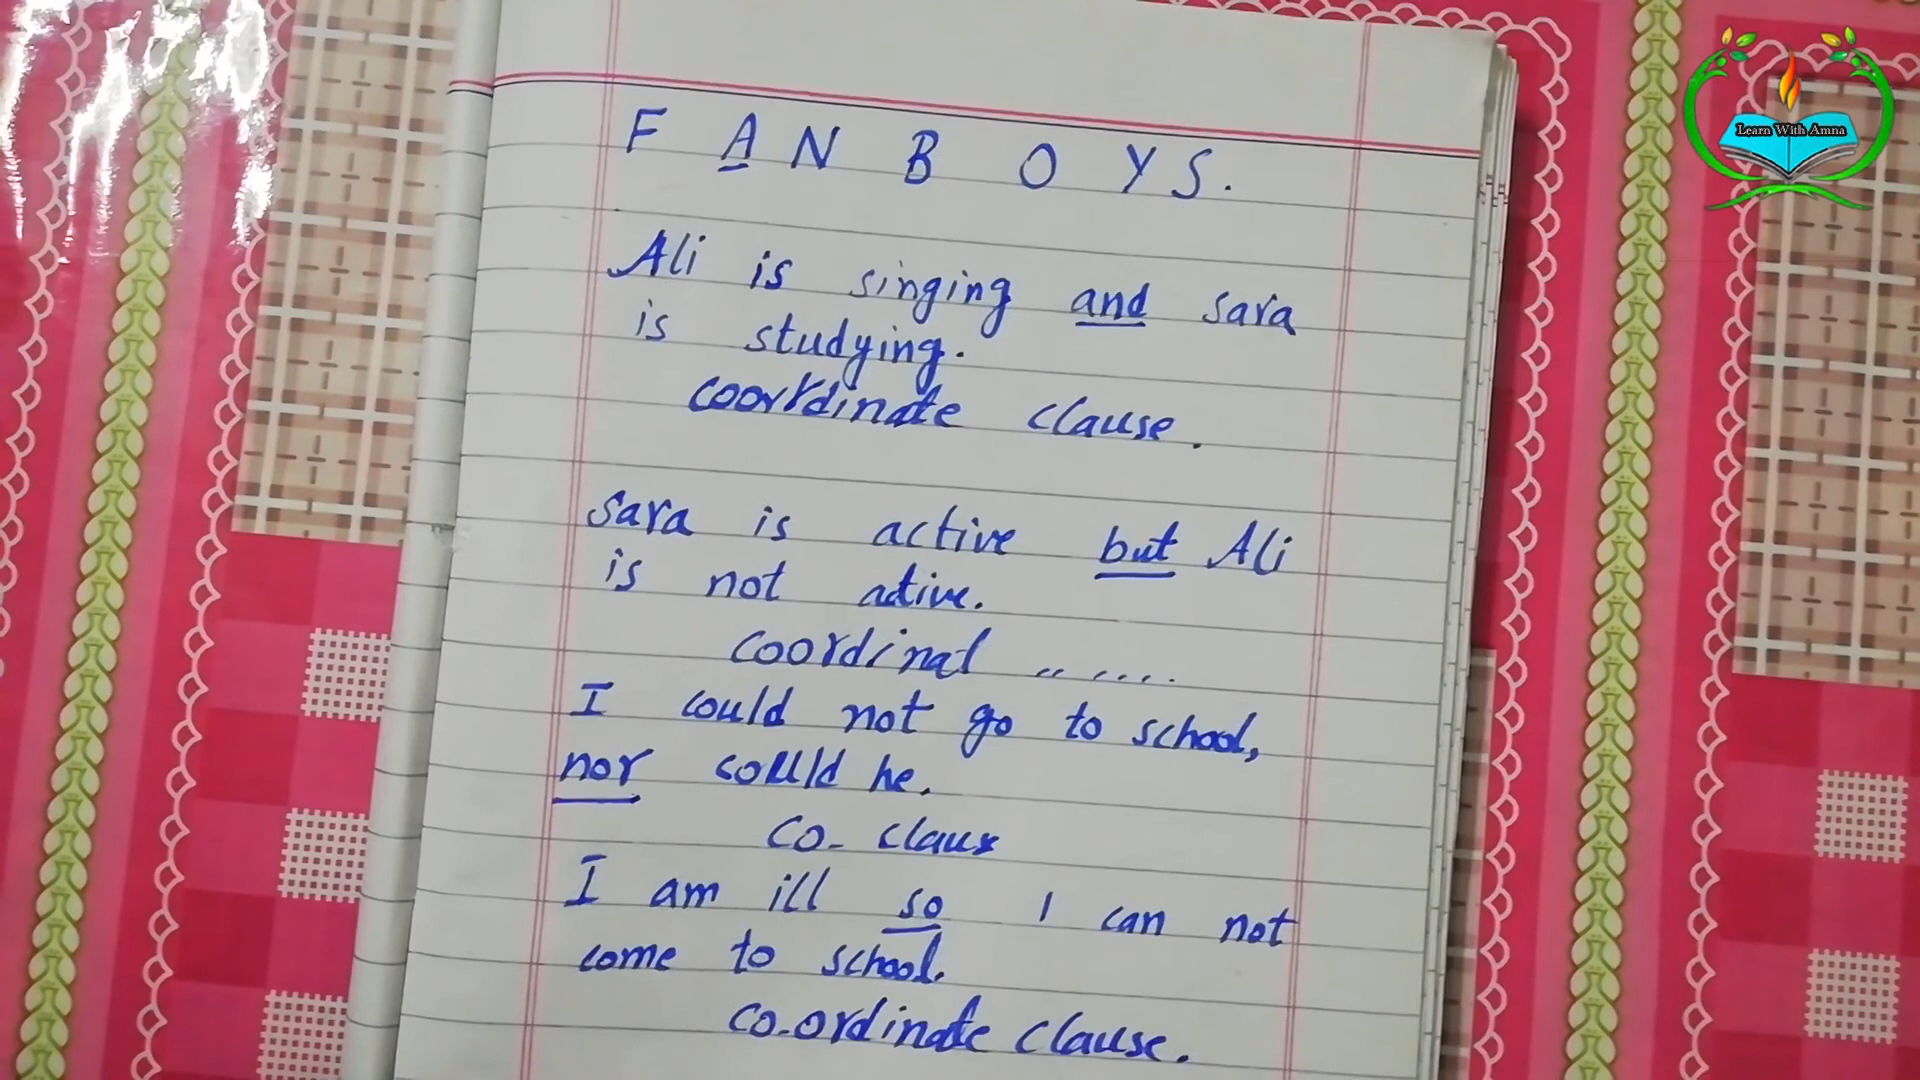 F A N B O Y S.
Ali is singing and sara
is studying.
coordinate clause.
Sara is active but Ali
is not active.
coordinat .. ....
I could not go to school,
nor could he.
co- claus
I am ill so I can not
come to school.
co-ordinate clause.
Learn With Amna